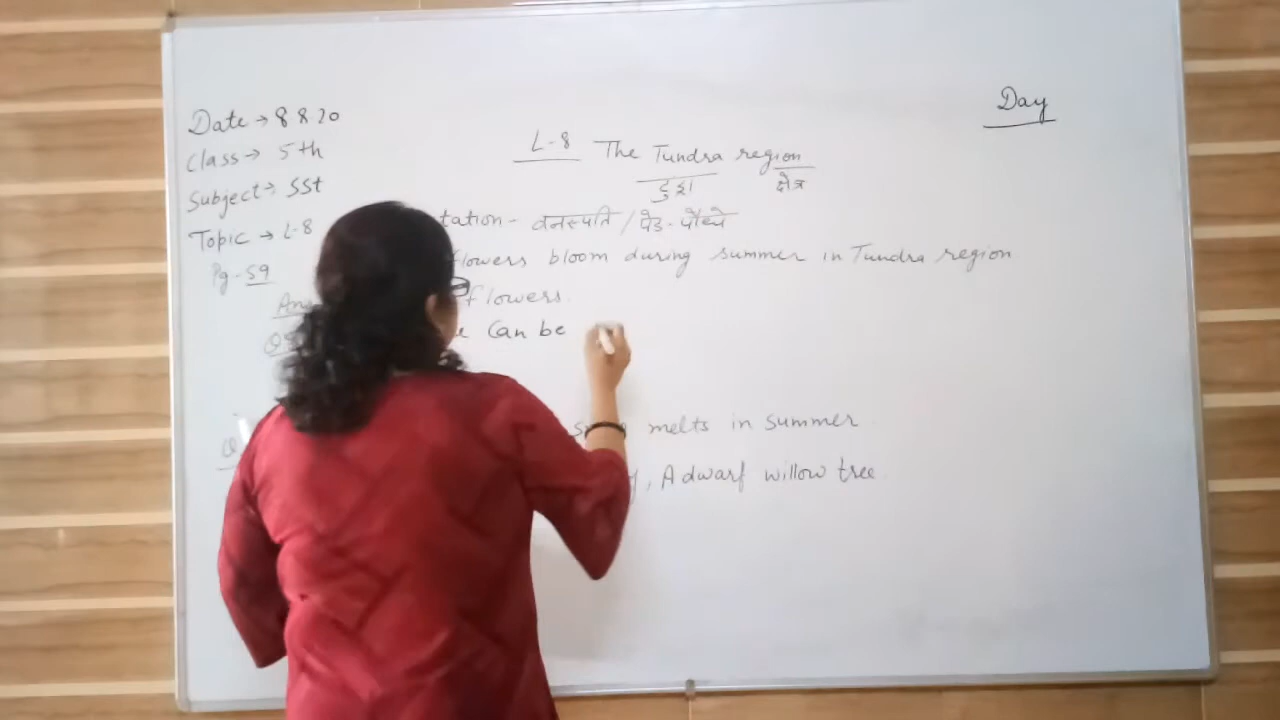 Day
Date → 8 8 20
Class → 5th
Subject → SSt
Topic → L-8
Pg - 59
L-8 The Tundra region
टुंड्रा क्षेत्र
tation - वनस्पति / पेड़-पौधे
flowers bloom during summer in Tundra region
Ans flowers.
Can be
melts in summer
, A dwarf willow tree